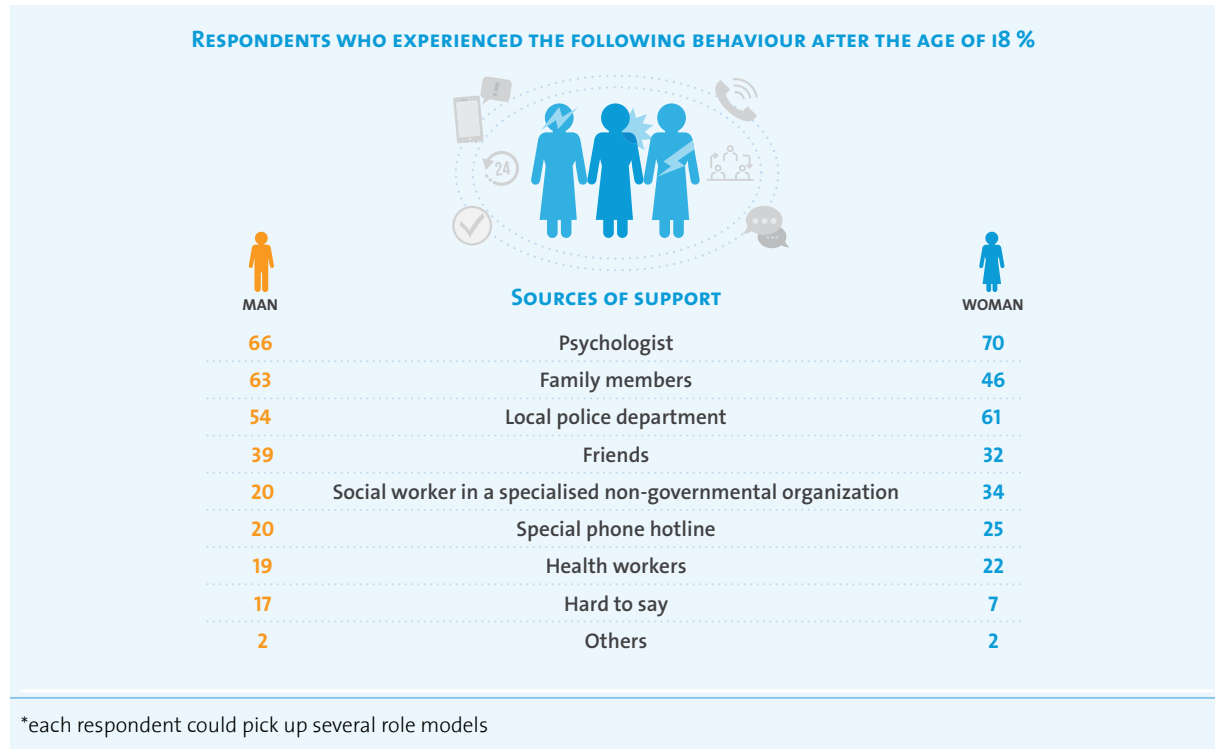 Respondents who experienced the following behaviour after the age of 18 %
!
24
MAN Sources of support WOMAN
66 Psychologist 70
63 Family members 46
54 Local police department 61
39 Friends 32
20 Social worker in a specialised non-governmental organization 34
20 Special phone hotline 25
19 Health workers 22
17 Hard to say 7
2 Others 2
*each respondent could pick up several role models